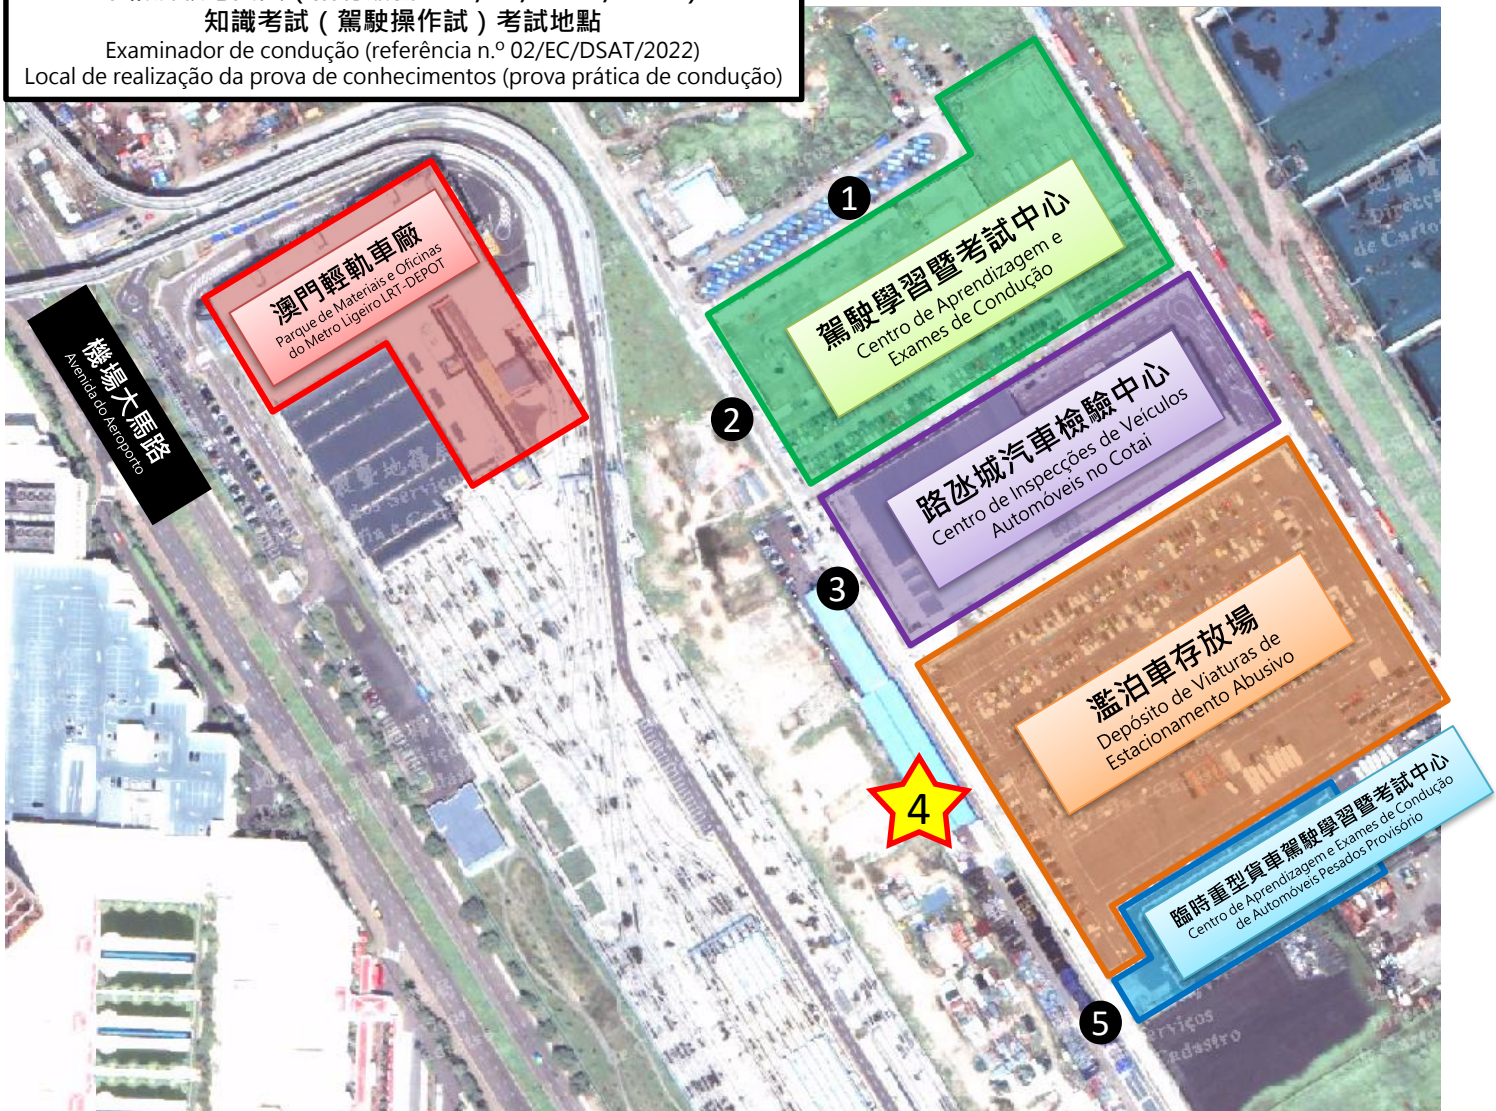 知識考試（駕駛操作試）考試地點
Examinador de condução (referência n.º 02/EC/DSAT/2022)
Local de realização da prova de conhecimentos (prova prática de condução)
1
駕駛學習暨考試中心
Centro de Aprendizagem e
Exames de Condução
澳門輕軌車廠
Parque de Materiais e Oficinas
do Metro Ligeiro LRT-DEPOT
機場大馬路
Avenida do Aeroporto
2
路氹城汽車檢驗中心
Centro de Inspecções de Veículos
Automóveis no Cotai
3
濫泊車存放場
Depósito de Viaturas de
Estacionamento Abusivo
4
臨時重型貨車駕駛學習暨考試中心
Centro de Aprendizagem e Exames de Condução
de Automóveis Pesados Provisório
5